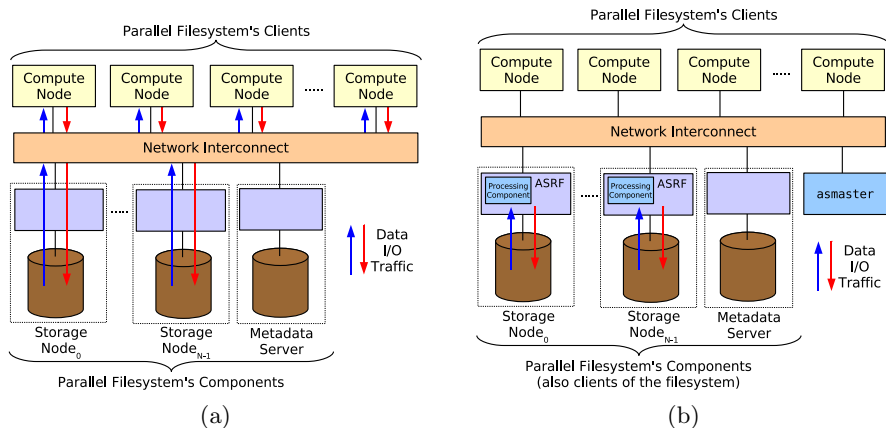 Parallel Filesystem's Clients
Compute Node
Compute Node
Compute Node
.....
Compute Node
Network Interconnect
.....
Data I/O Traffic
Storage Node0
Storage NodeN-1
Metadata Server
Parallel Filesystem's Components
(a)
Parallel Filesystem's Clients
Compute Node
Compute Node
Compute Node
.....
Compute Node
Network Interconnect
Processing Component
ASRF
.....
Processing Component
ASRF
asmaster
Data I/O Traffic
Storage Node0
Storage NodeN-1
Metadata Server
Parallel Filesystem's Components
(also clients of the filesystem)
(b)